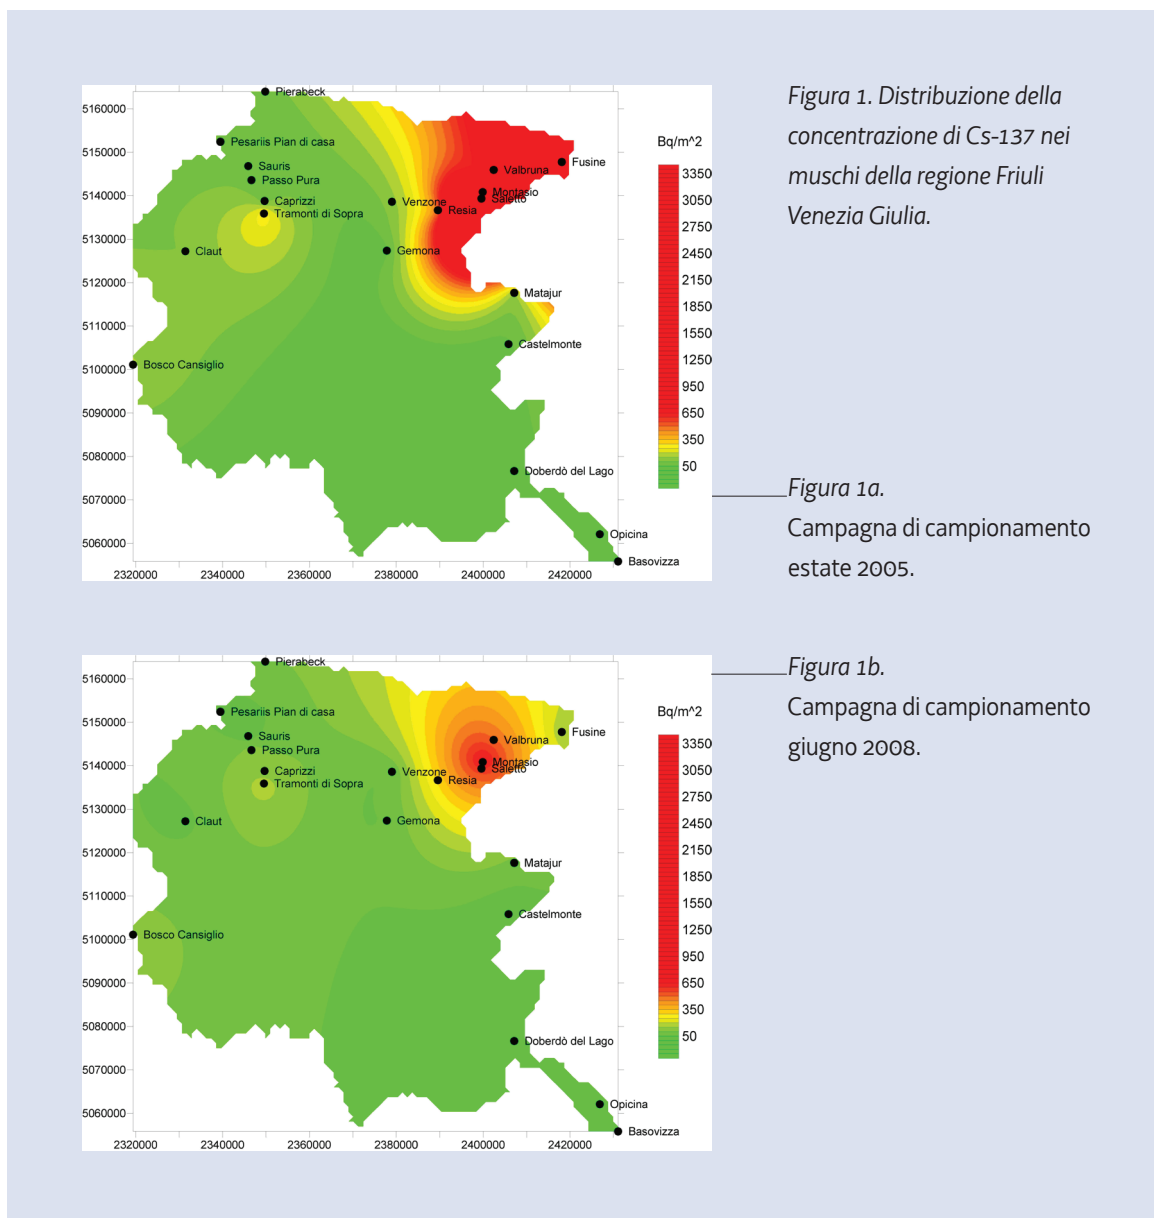 Figura 1. Distribuzione della
concentrazione di Cs-137 nei
muschi della regione Friuli
Venezia Giulia.
Bq/m^2
5160000
5150000
5140000
5130000
5120000
5110000
5100000
5090000
5080000
5070000
5060000
Pierabeck
Pesariis Pian di casa
Sauris
Passo Pura
Caprizzi
Tramonti di Sopra
Claut
Bosco Cansiglio
Venzone
Gemona
Resia
Valbruna
Fusine
Montasio
Saletto
Matajur
Castelmonte
Doberdò del Lago
Opicina
Basovizza
2320000 2340000 2360000 2380000 2400000 2420000
3350
3050
2750
2450
2150
1850
1550
1250
950
650
350
50
Figura 1a.
Campagna di campionamento
estate 2005.
Bq/m^2
5160000
5150000
5140000
5130000
5120000
5110000
5100000
5090000
5080000
5070000
5060000
Pierabeck
Pesariis Pian di casa
Sauris
Passo Pura
Caprizzi
Tramonti di Sopra
Claut
Bosco Cansiglio
Venzone
Gemona
Resia
Valbruna
Fusine
Montasio
Saletto
Matajur
Castelmonte
Doberdò del Lago
Opicina
Basovizza
2320000 2340000 2360000 2380000 2400000 2420000
3350
3050
2750
2450
2150
1850
1550
1250
950
650
350
50
Figura 1b.
Campagna di campionamento
giugno 2008.